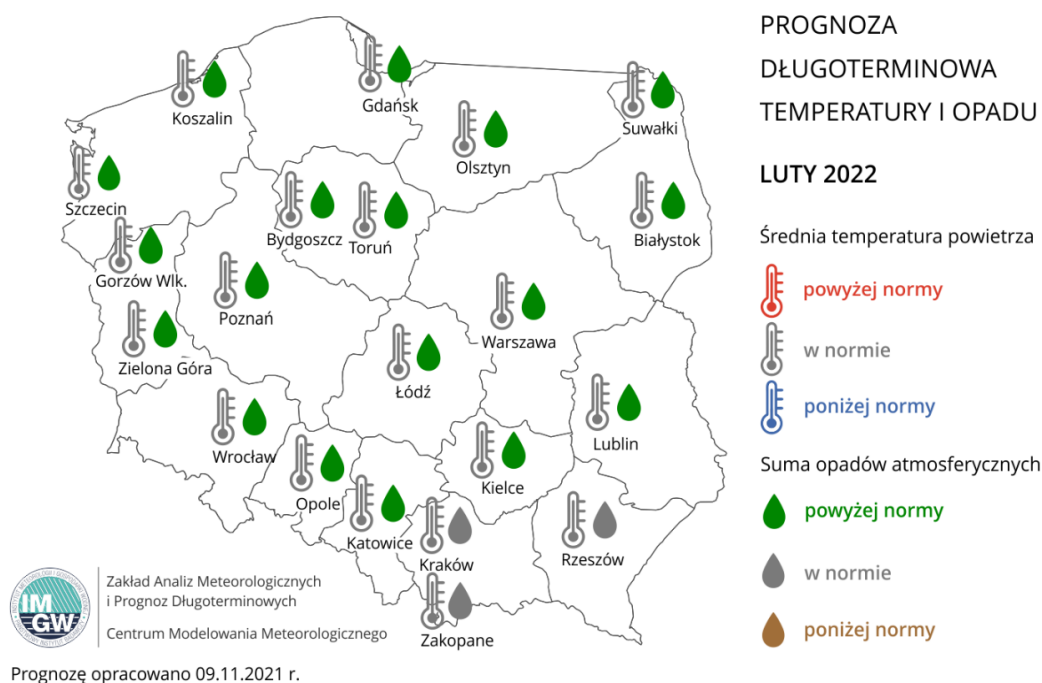 PROGNOZA
DŁUGOTERMINOWA
TEMPERATURY I OPADU
LUTY 2022
Średnia temperatura powietrza
powyżej normy
w normie
poniżej normy
Suma opadów atmosferycznych
powyżej normy
w normie
poniżej normy
Koszalin
Gdańsk
Suwałki
Olsztyn
Szczecin
Bydgoszcz
Toruń
Białystok
Gorzów Wlk.
Poznań
Warszawa
Zielona Góra
Łódź
Lublin
Wrocław
Kielce
Opole
Katowice
Kraków
Rzeszów
Zakopane
IM
GW
Zakład Analiz Meteorologicznych
i Prognoz Długoterminowych
Centrum Modelowania Meteorologicznego
Prognozę opracowano 09.11.2021 r.